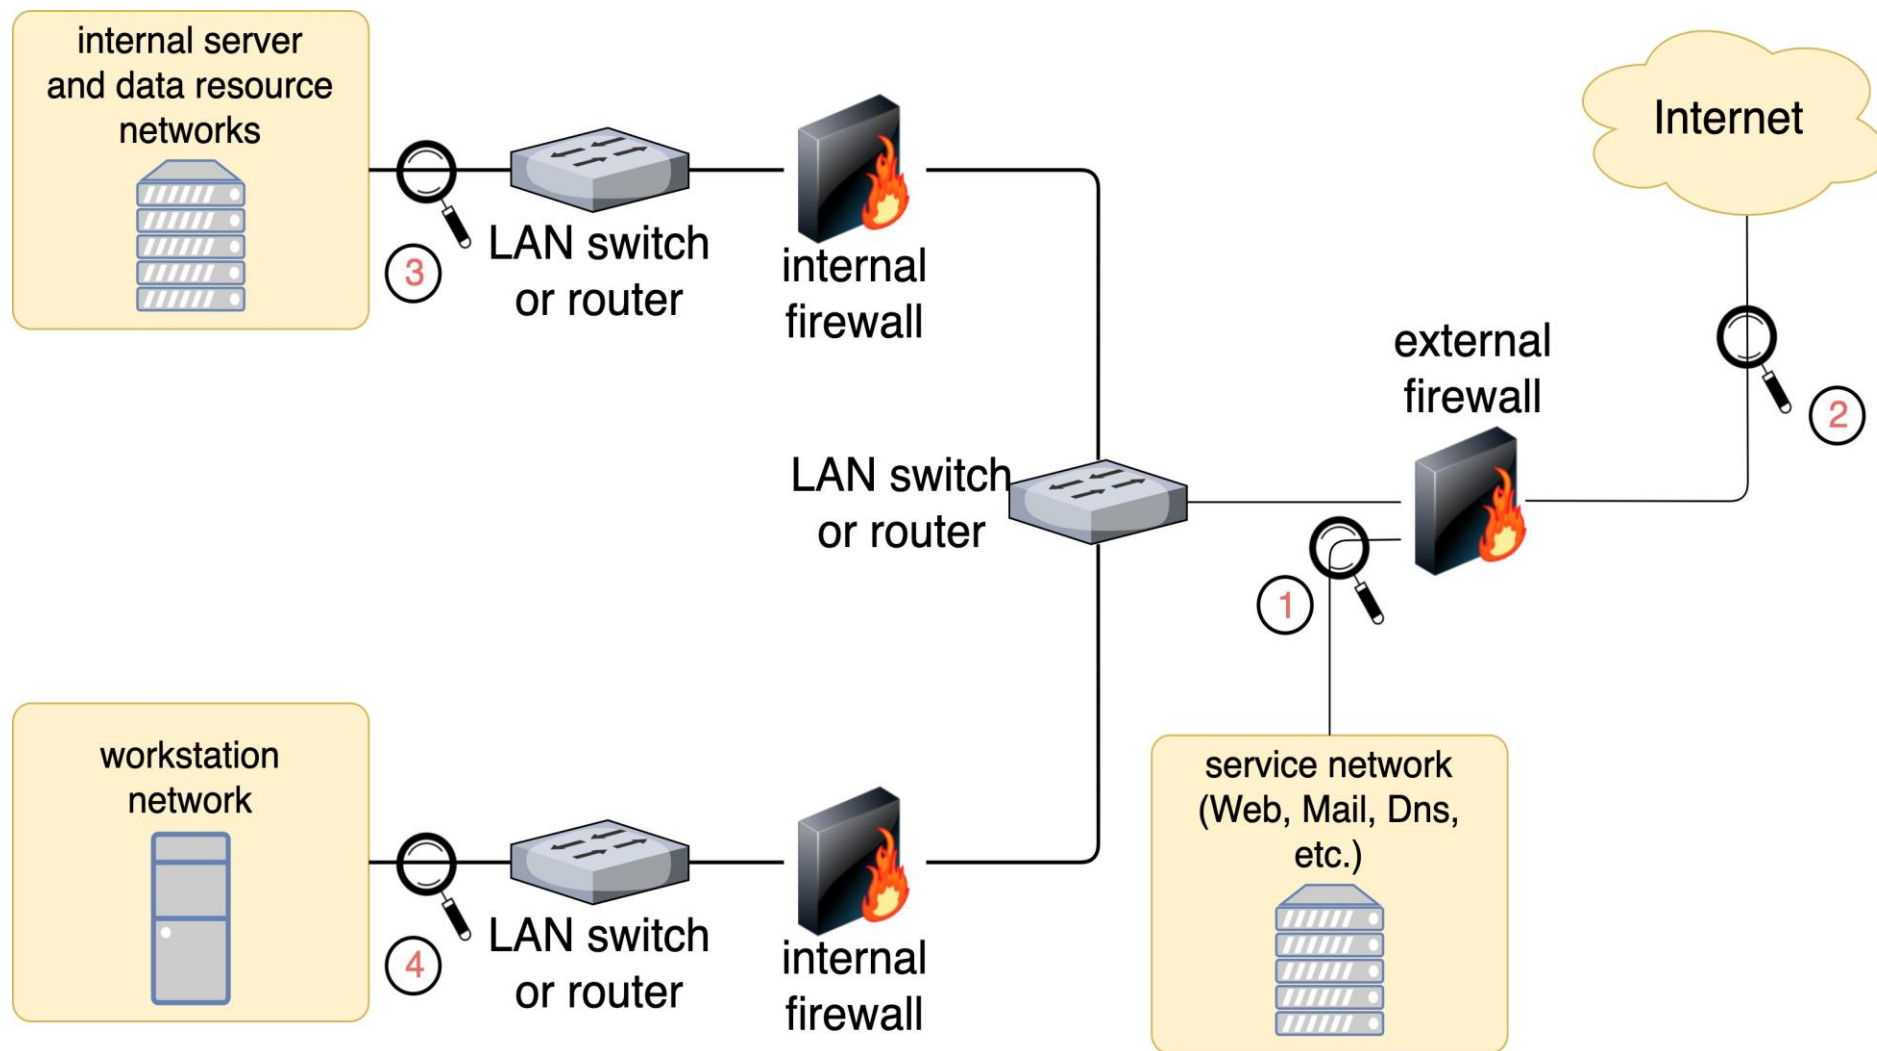 internal server
and data resource
networks
3
LAN switch
or router
internal
firewall
Internet
external
firewall
2
LAN switch
or router
1
workstation
network
4
LAN switch
or router
internal
firewall
service network
(Web, Mail, Dns,
etc.)